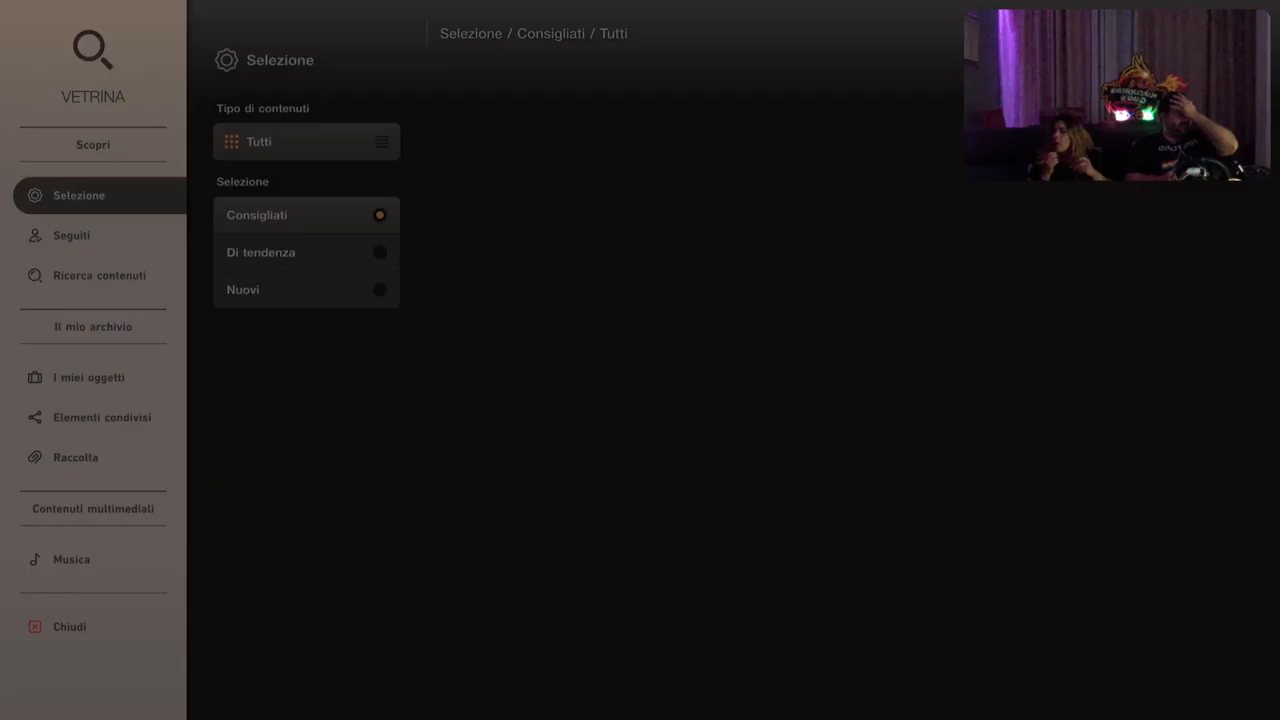 VETRINA
Scopri
Selezione
Seguiti
Ricerca contenuti
Il mio archivio
I miei oggetti
Elementi condivisi
Raccolta
Contenuti multimediali
Musica
Chiudi
Selezione
Tipo di contenuti
Tutti
Selezione
Consigliati
Di tendenza
Nuovi
Selezione / Consigliati / Tutti